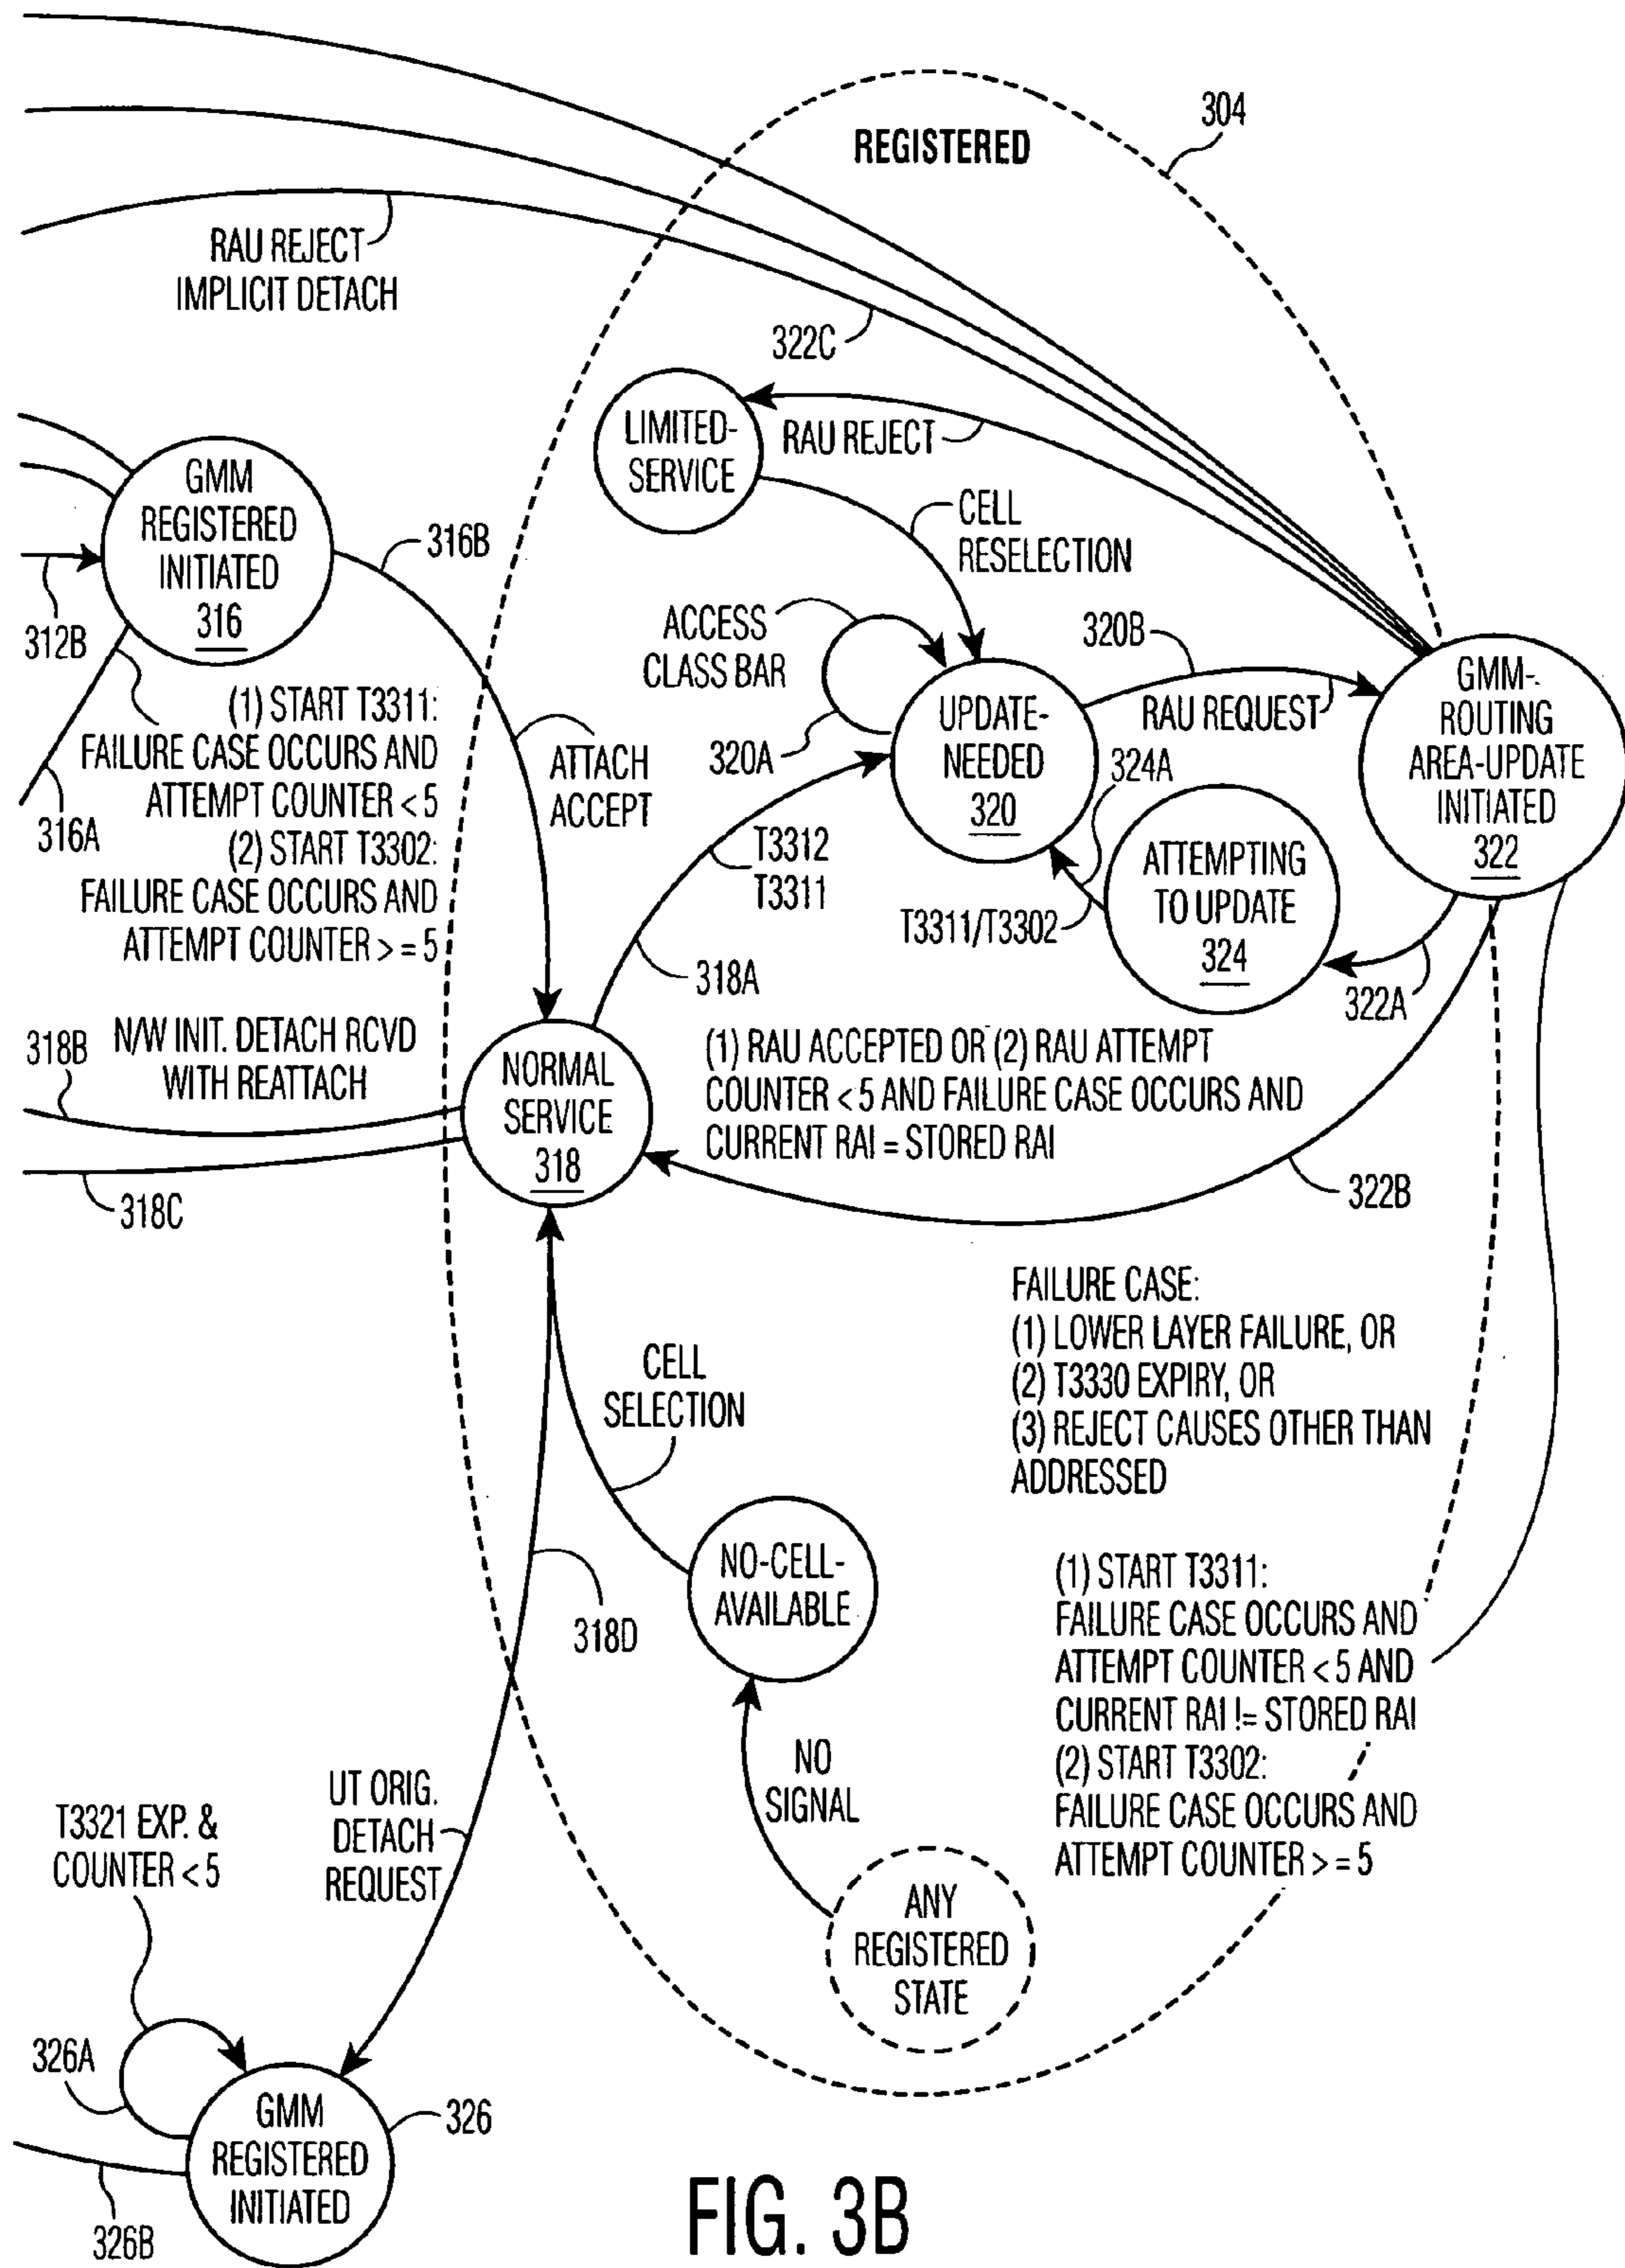 304
REGISTERED
RAU REJECT
IMPLICIT DETACH
322C
LIMITED-
SERVICE
RAU REJECT
CELL
RESELECTION
GMM
REGISTERED
INITIATED
316
316B
312B
ACCESS
CLASS BAR
320B
320A
UPDATE-
NEEDED
320
RAU REQUEST
GMM-
ROUTING
AREA-UPDATE
INITIATED
322
(1) START T3311:
FAILURE CASE OCCURS AND
ATTEMPT COUNTER < 5
(2) START T3302:
FAILURE CASE OCCURS AND
ATTEMPT COUNTER > = 5
316A
ATTACH
ACCEPT
T3312
T3311
324A
ATTEMPTING
TO UPDATE
324
T3311/T3302
318A
322A
318B
N/W INIT. DETACH RCVD
WITH REATTACH
NORMAL
SERVICE
318
(1) RAU ACCEPTED OR (2) RAU ATTEMPT
COUNTER < 5 AND FAILURE CASE OCCURS AND
CURRENT RAI = STORED RAI
318C
322B
FAILURE CASE:
(1) LOWER LAYER FAILURE, OR
(2) T3330 EXPIRY, OR
(3) REJECT CAUSES OTHER THAN
ADDRESSED
CELL
SELECTION
NO-CELL-
AVAILABLE
318D
(1) START T3311:
FAILURE CASE OCCURS AND
ATTEMPT COUNTER < 5 AND
CURRENT RAI != STORED RAI
(2) START T3302:
FAILURE CASE OCCURS AND
ATTEMPT COUNTER > = 5
NO
SIGNAL
UT ORIG.
DETACH
REQUEST
T3321 EXP. &
COUNTER < 5
ANY
REGISTERED
STATE
326A
GMM
REGISTERED
INITIATED
326
326B
FIG. 3B